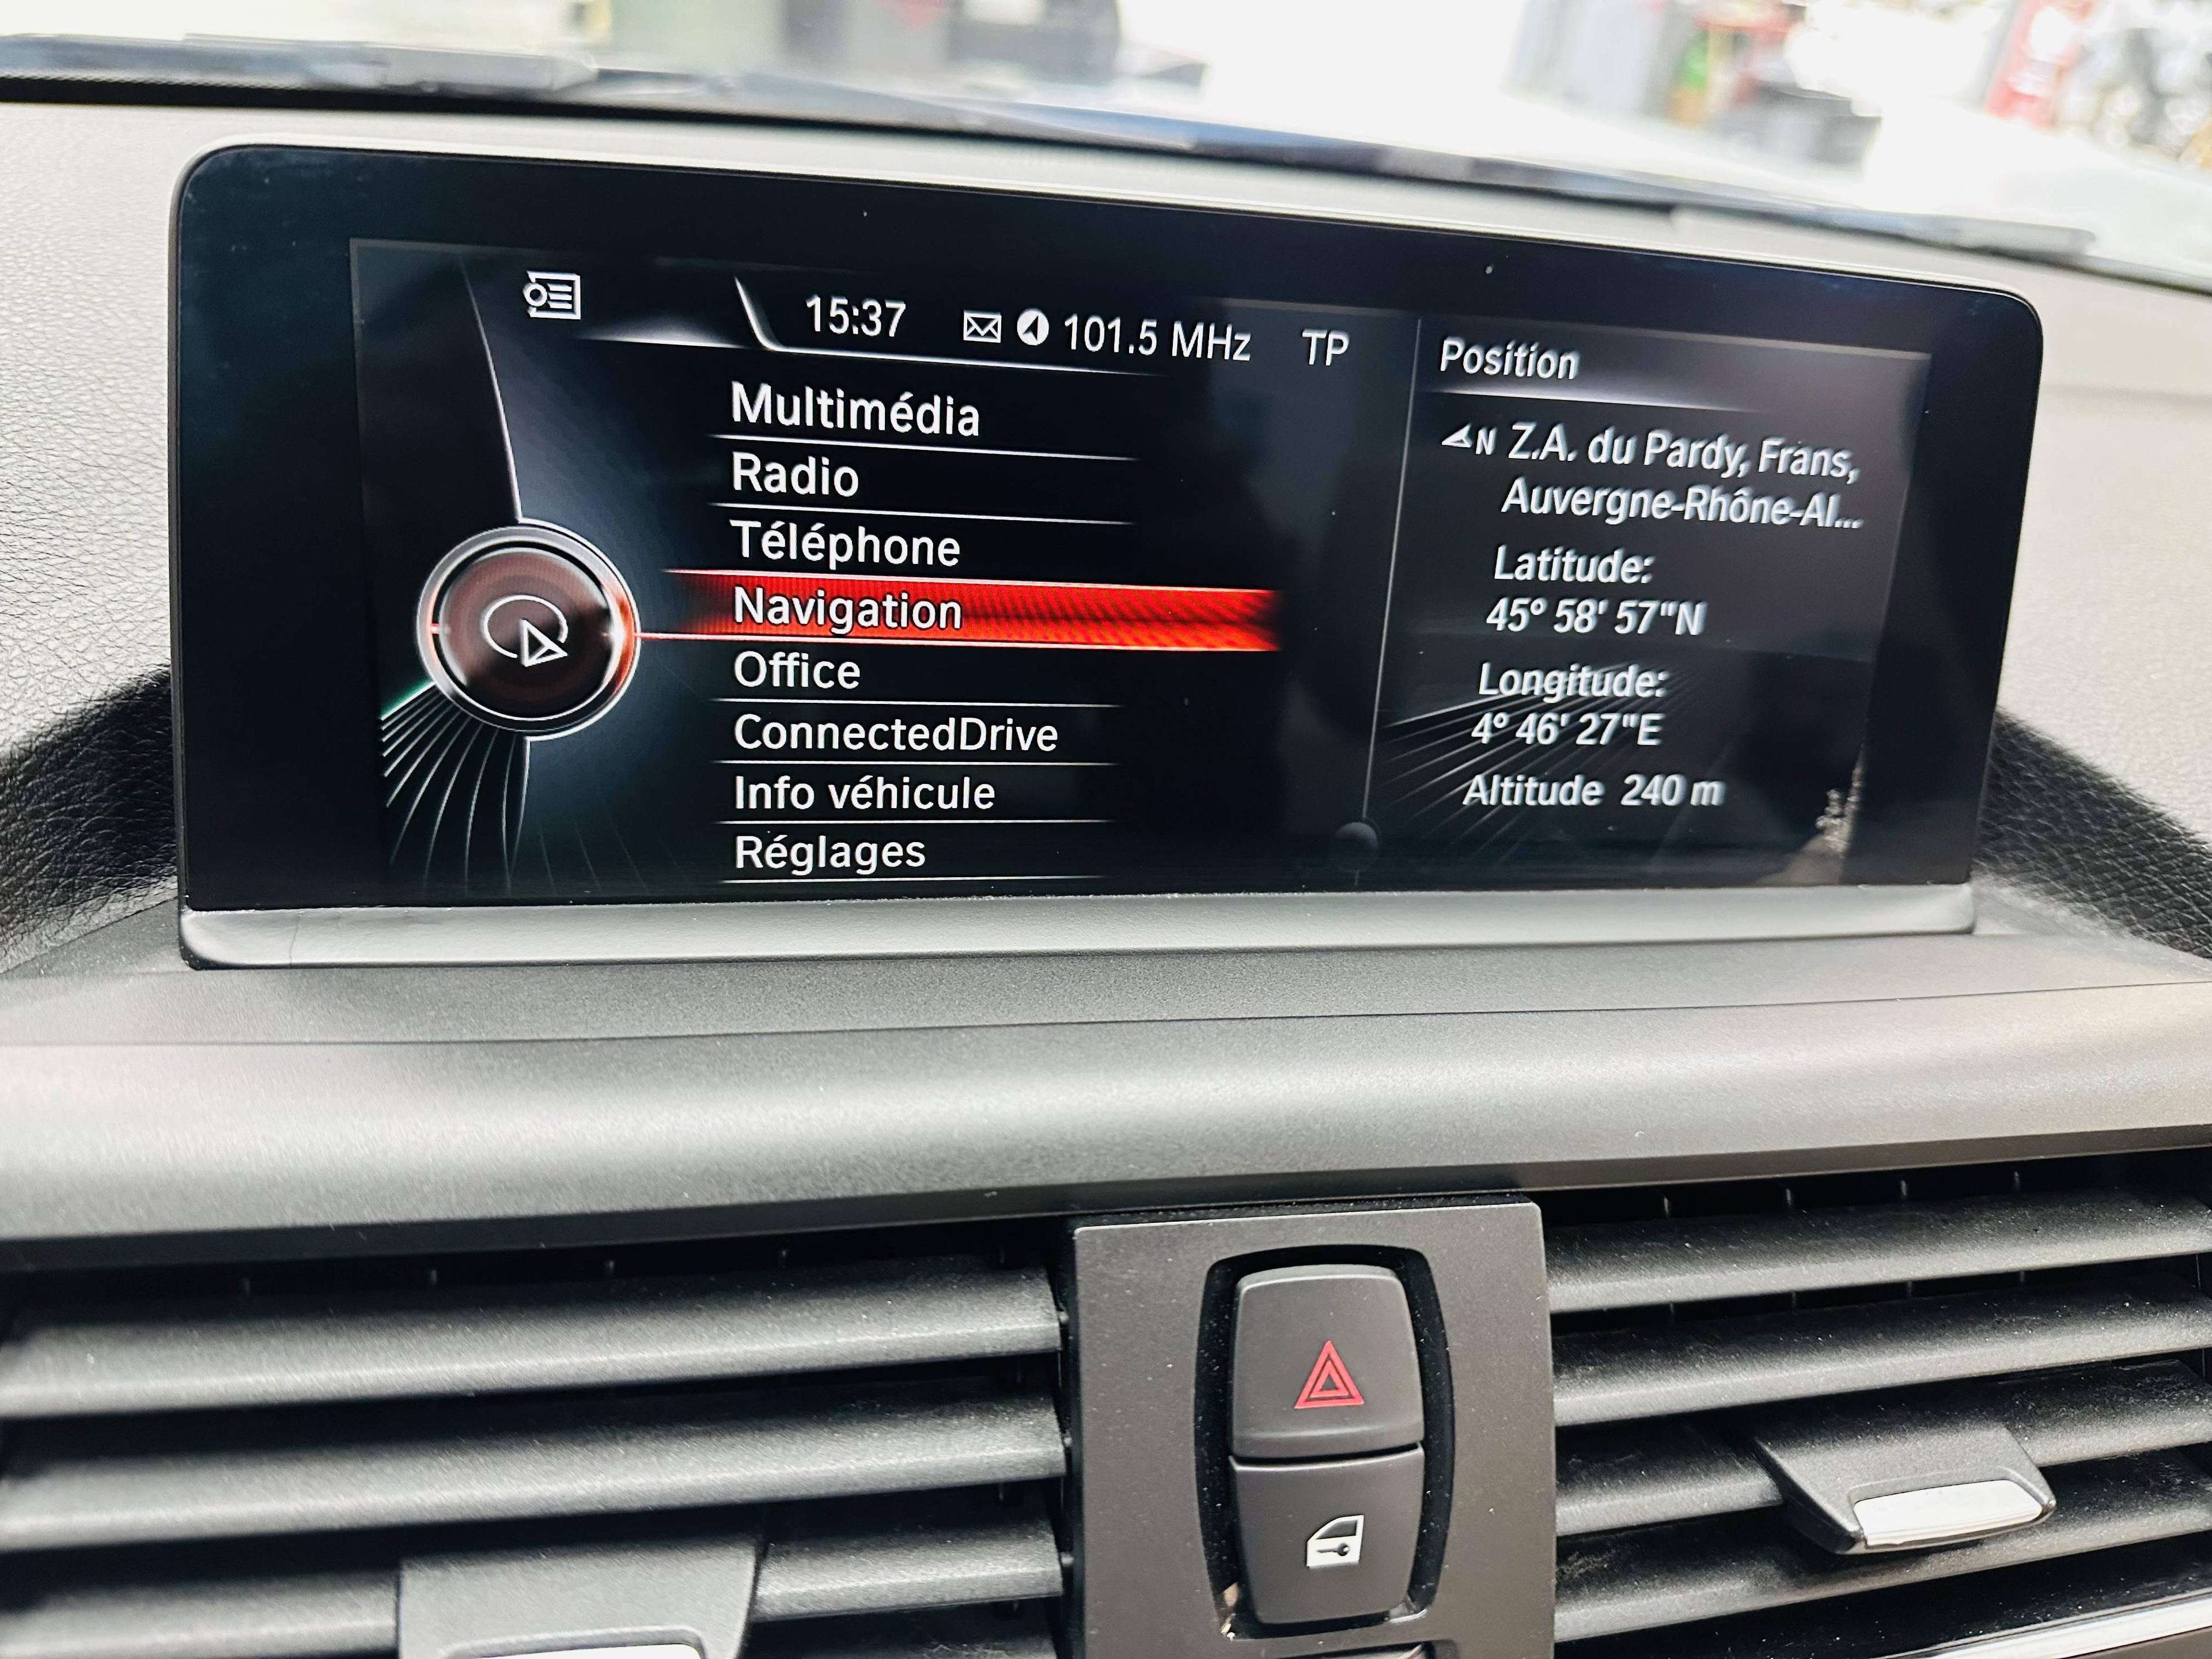 15:37 101.5 MHz TP
Multimédia
Radio
Téléphone
Navigation
Office
ConnectedDrive
Info véhicule
Réglages
Position
N Z.A. du Pardy, Frans,
Auvergne-Rhône-Al...
Latitude:
45° 58' 57"N
Longitude:
4° 46' 27"E
Altitude 240 m